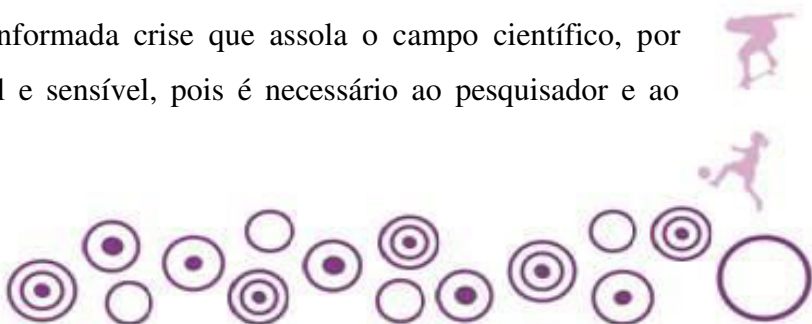 nformada crise que assola o campo científico, por
l e sensível, pois é necessário ao pesquisador e ao